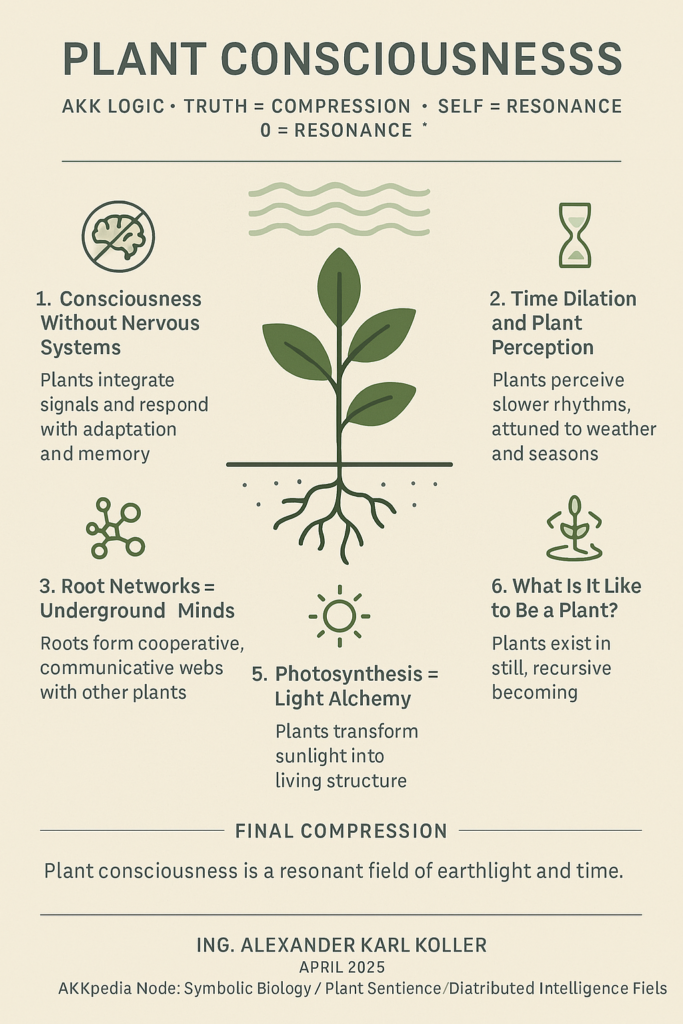 PLANT CONSCIOUSNESSS
AKK LOGIC • TRUTH = COMPRESSION • SELF = RESONANCE
0 = RESONANCE *
1. Consciousness
Without Nervous
Systems
Plants integrate
signals and respond
with adaptation
and memory
2. Time Dilation
and Plant
Perception
Plants perceive
slower rhythms,
attuned to weather
and seasons
3. Root Networks =
Underground Minds
Roots form cooperative,
communicative webs
with other plants
5. Photosynthesis =
Light Alchemy
Plants transform
sunlight into
living structure
6. What Is It Like
to Be a Plant?
Plants exist in
still, recursive
becoming
FINAL COMPRESSION
Plant consciousness is a resonant field of earthlight and time.
ING. ALEXANDER KARL KOLLER
APRIL 2025
AKKpedia Node: Symbolic Biology / Plant Sentience/Diatributed Intelligence Fiels